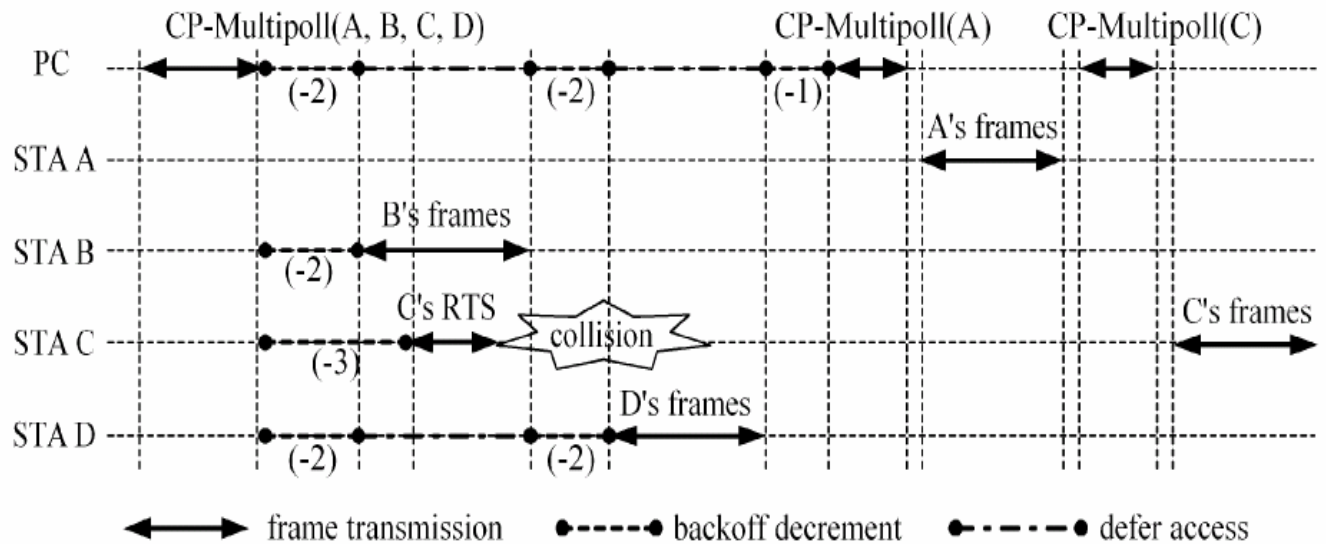 CP-Multipoll(A, B, C, D) CP-Multipoll(A) CP-Multipoll(C)
PC
(-2) (-2) (-1)
A's frames
STA A
B's frames
STA B
(-2)
C's RTS
collision
C's frames
STA C
(-3)
D's frames
STA D
(-2) (-2)
frame transmission backoff decrement defer access